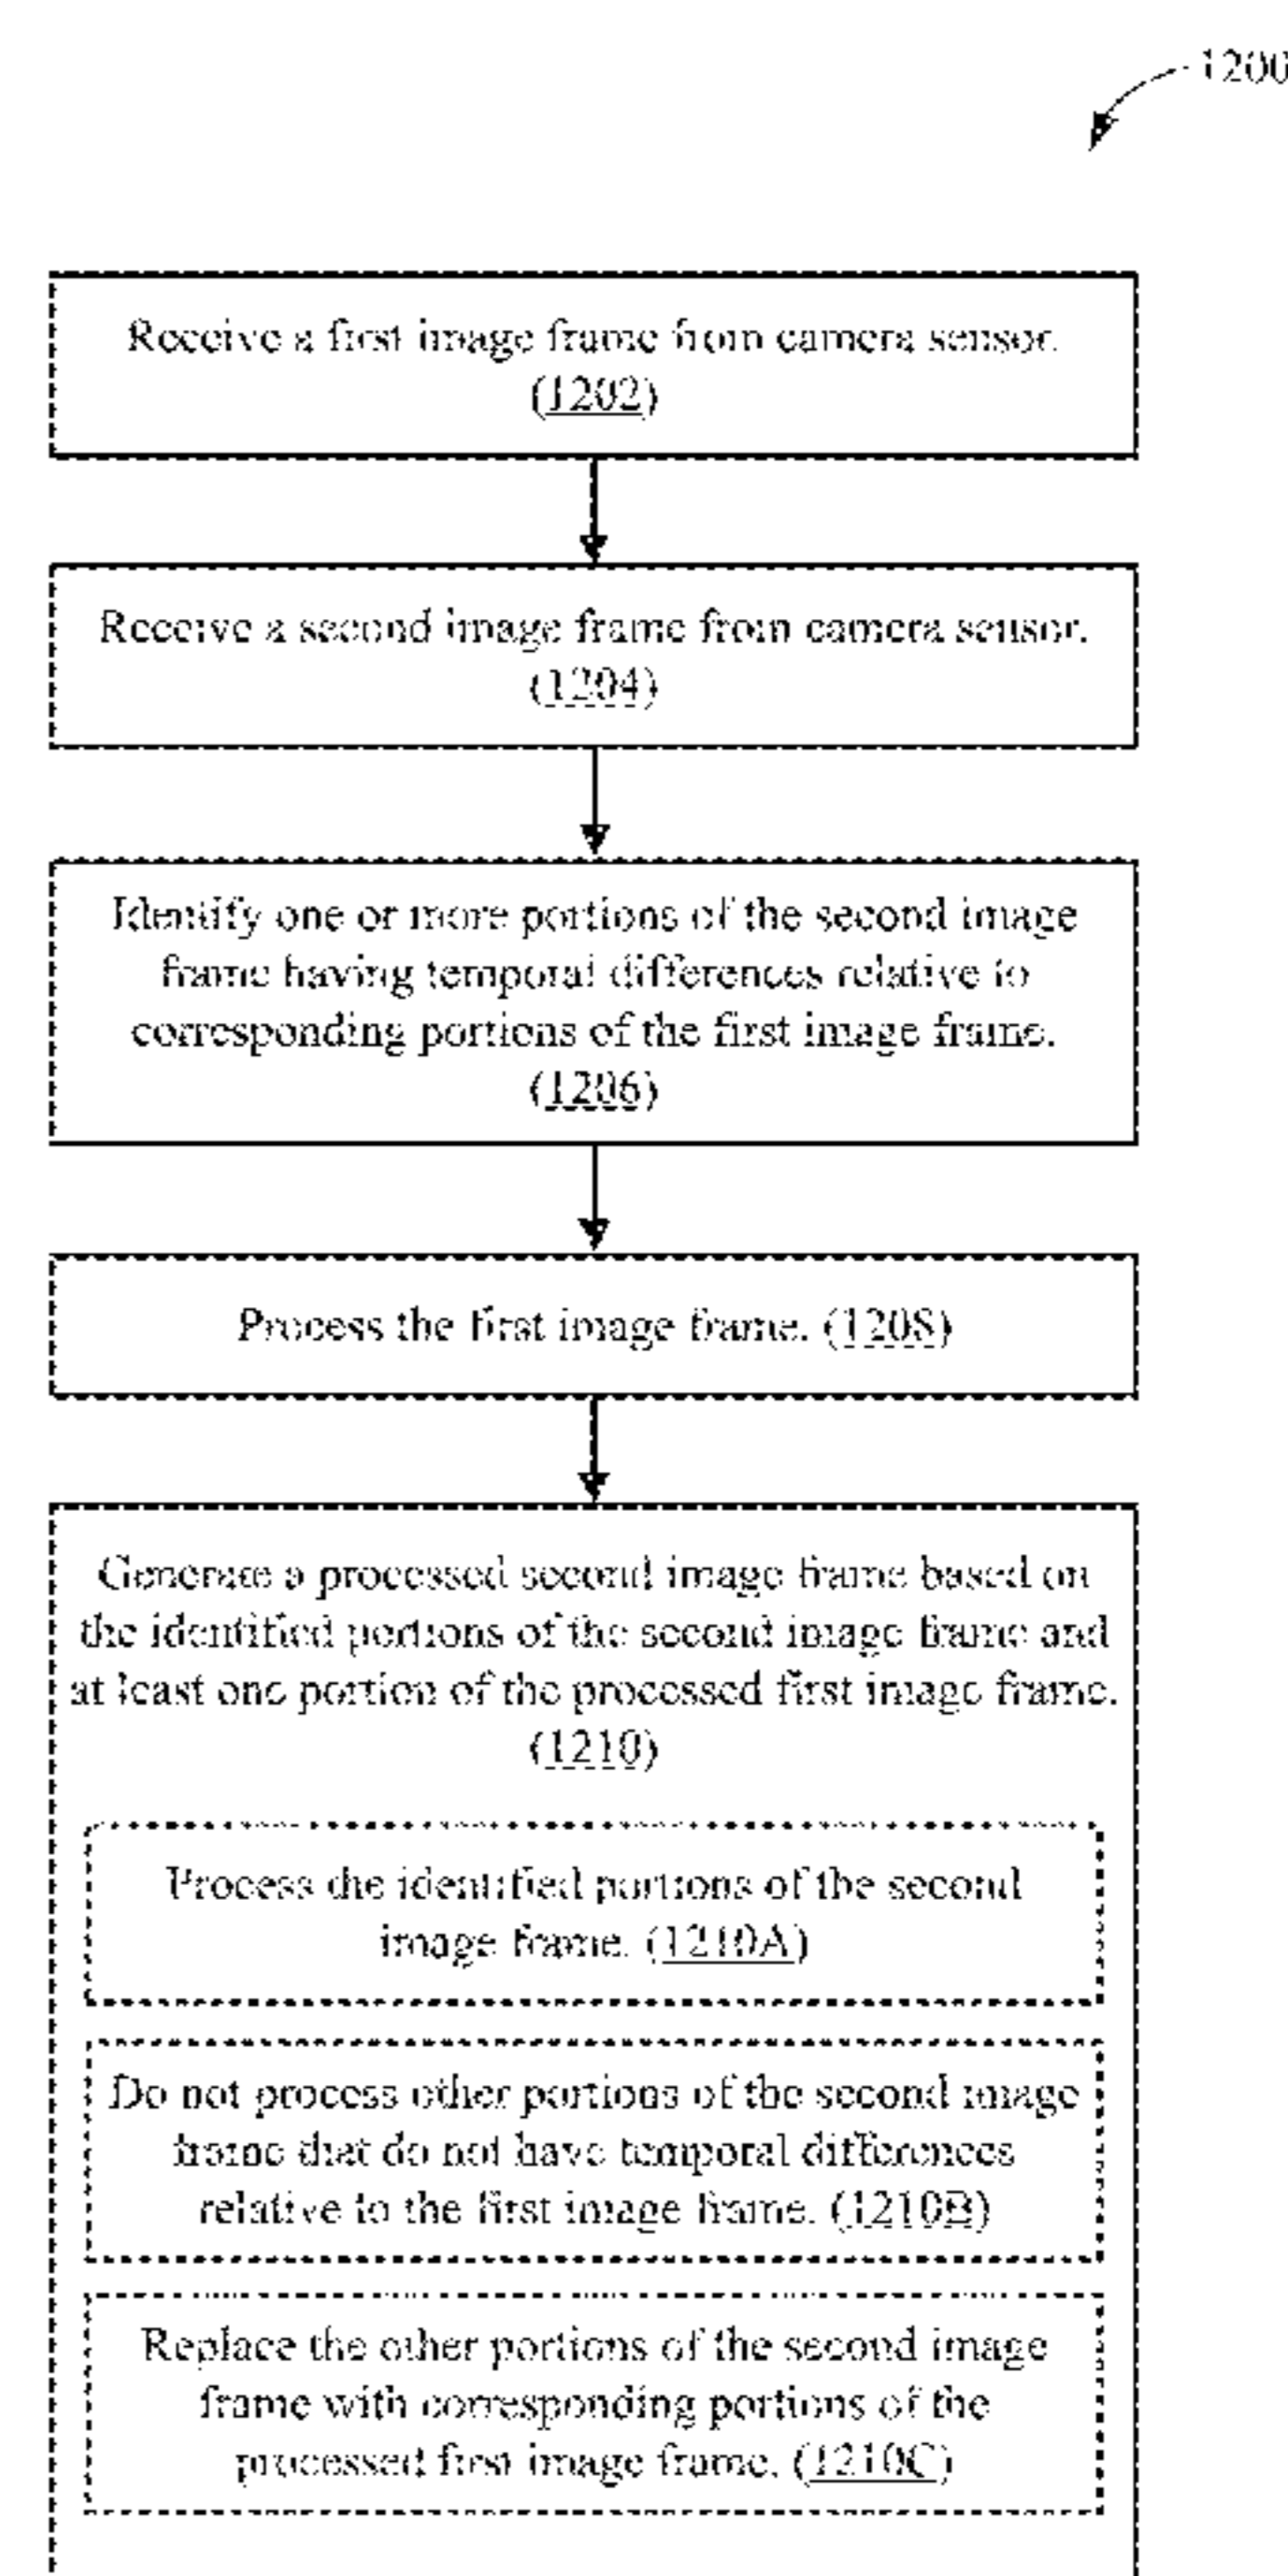 1200
Receive a first image frame from camera sensor.
(1202)
Receive a second image frame from camera sensor.
(1204)
Identify one or more portions of the second image
frame having temporal differences relative to
corresponding portions of the first image frame.
(1206)
Process the first image frame. (1208)
Generate a processed second image frame based on
the identified portions of the second image frame and
at least one portion of the processed first image frame.
(1210)
Process the identified portions of the second
image frame. (1210A)
Do not process other portions of the second image
frame that do not have temporal differences
relative to the first image frame. (1210B)
Replace the other portions of the second image
frame with corresponding portions of the
processed first image frame. (1210C)